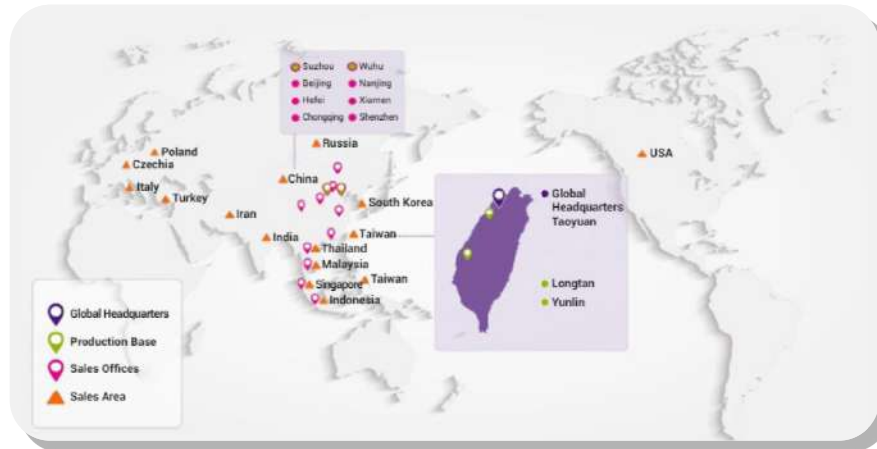 Suzhou Wuhu
Beijing Nanjing
Hefei Xiamen
Chongqing Shenzhen
Russia
Poland
Czechia
Italy
Turkey
China
Iran
South Korea
India
Taiwan
Thailand
Malaysia
Singapore
Taiwan
Indonesia
USA
Global
Headquarters
Taoyuan
Longtan
Yunlin
Global Headquarters
Production Base
Sales Offices
Sales Area